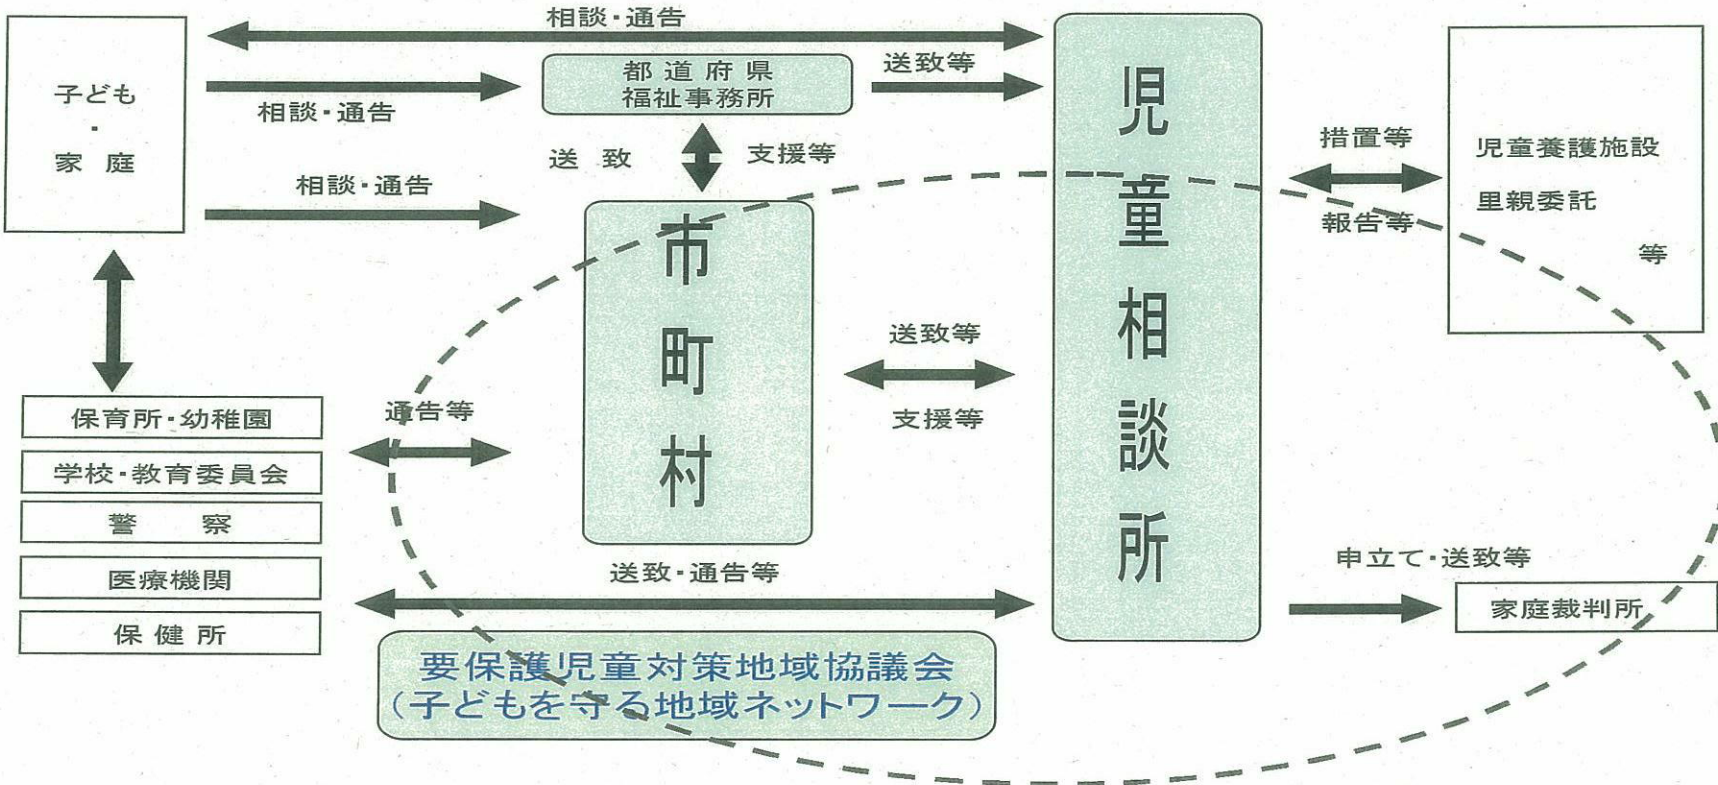 相談・通告
子ども
・
家 庭
相談・通告
都 道 府 県
福祉事務所
送致等
児童相談所
措置等
報告等
児童養護施設
里親委託
等
送 致
支援等
相談・通告
市町村
送致等
支援等
通告等
保育所・幼稚園
学校・教育委員会
警 察
医療機関
保 健 所
送致・通告等
申立て・送致等
家庭裁判所
要保護児童対策地域協議会
(子どもを守る地域ネットワーク)